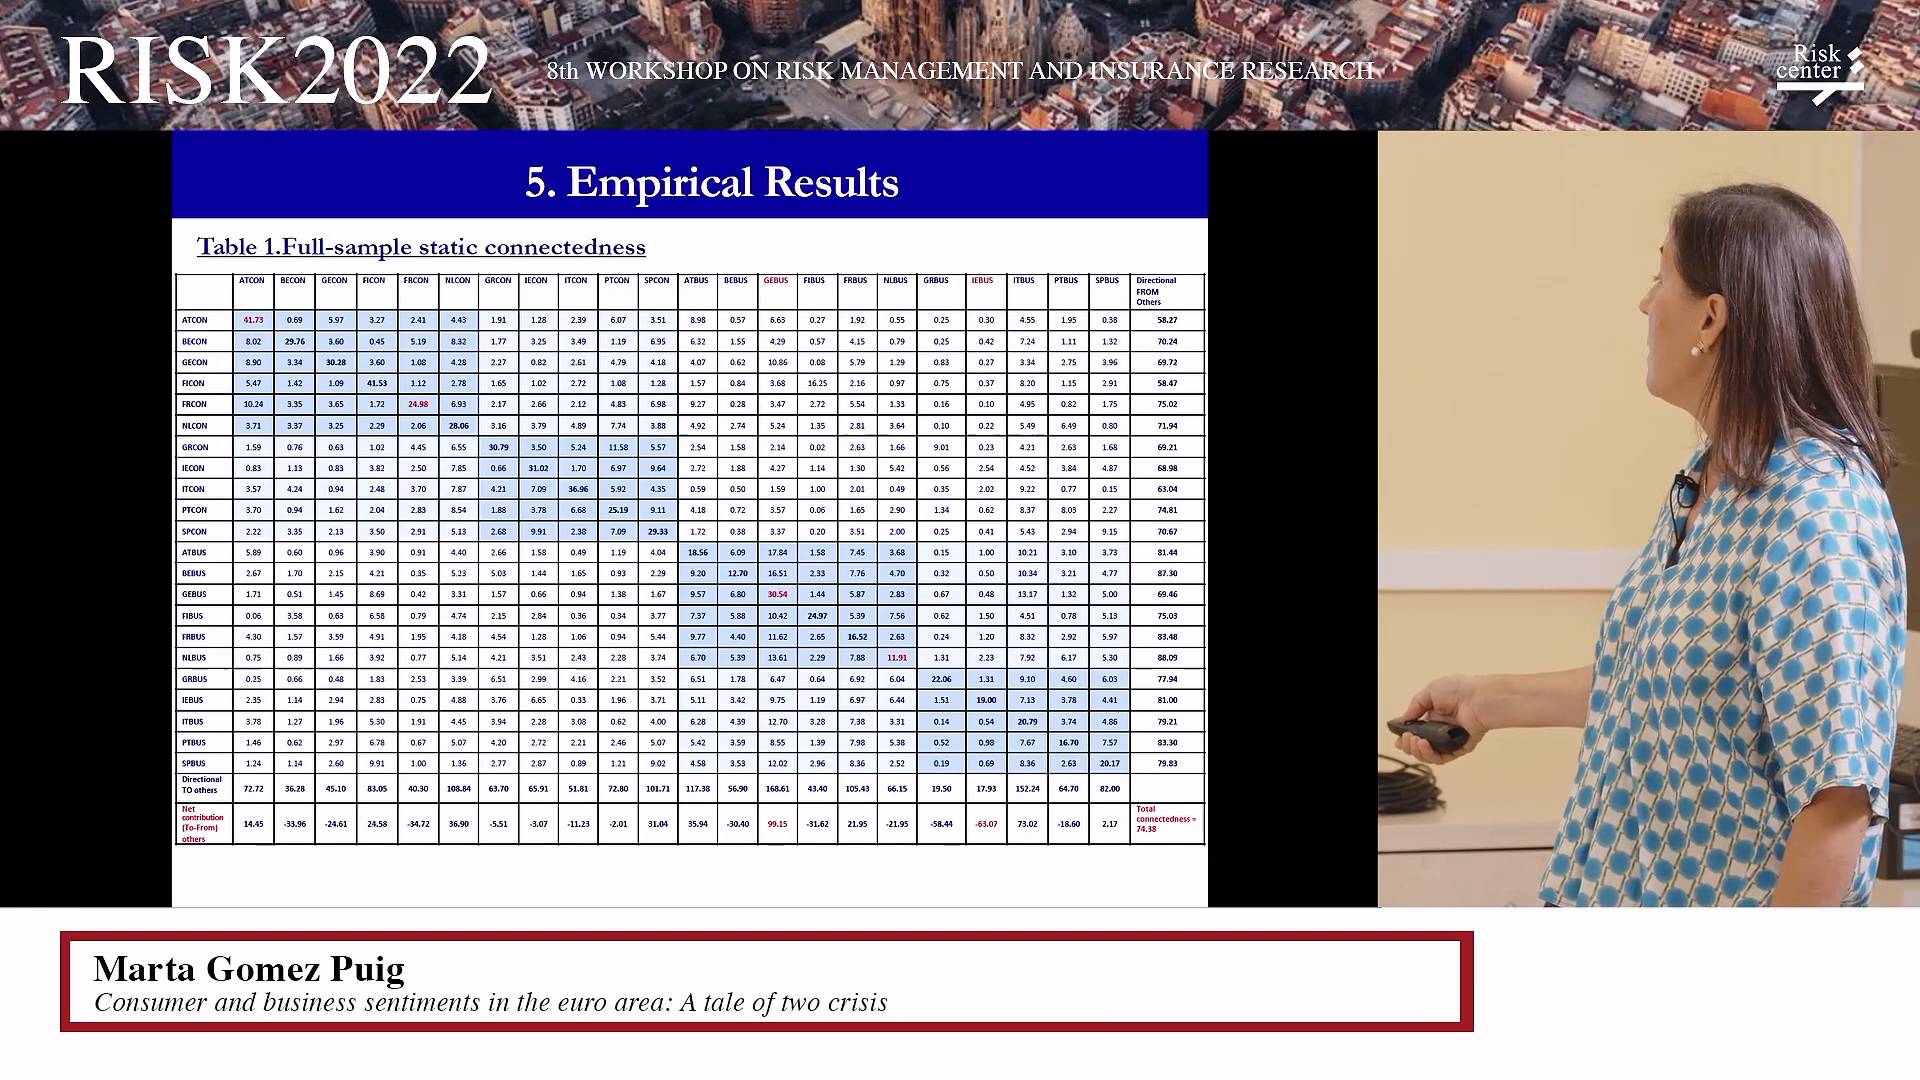 RISK2022
8th WORKSHOP ON RISK MANAGEMENT AND INSURANCE RESEARCH
Risk
center
5. Empirical Results
Table 1.Full-sample static connectedness
ATCON BECON GECON FICON FRCON NLCON GRCON IECON ITCON PTCON SPCON ATBUS BEBUS GEBUS FIBUS FRBUS NLBUS GRBUS IEBUS ITBUS PTBUS SPBUS Directional
FROM
Others
ATCON 41.73 0.69 5.97 3.27 2.41 4.43 1.91 1.28 2.39 6.07 3.51 8.98 0.57 6.63 0.27 1.92 0.55 0.25 0.30 4.55 1.95 0.38 58.27
BECON 8.02 29.76 3.60 0.45 5.19 8.32 1.77 3.25 3.49 1.19 6.95 6.32 1.55 4.29 0.57 4.15 0.79 0.25 0.42 7.24 1.11 1.32 70.24
GECON 8.90 3.34 30.28 3.60 1.08 4.28 2.27 0.82 2.61 4.79 4.18 4.07 0.62 10.86 0.08 5.79 1.29 0.83 0.27 3.34 2.75 3.96 69.72
FICON 5.47 1.42 1.09 41.53 1.12 2.78 1.65 1.02 2.72 1.08 1.28 1.57 0.84 3.68 16.25 2.16 0.97 0.75 0.37 8.20 1.15 2.91 58.47
FRCON 10.24 3.35 3.65 1.72 24.98 6.93 2.17 2.66 2.12 4.83 6.98 9.27 0.28 3.47 2.72 5.54 1.33 0.16 0.10 4.95 0.82 1.75 75.02
NLCON 3.71 3.37 3.25 2.29 2.06 28.06 3.16 3.79 4.89 7.74 3.88 4.92 2.74 5.24 1.35 2.81 3.64 0.10 0.22 5.49 6.49 0.80 71.94
GRCON 1.59 0.76 0.63 1.02 4.45 6.55 30.79 3.50 5.24 11.58 5.57 2.54 1.58 2.14 0.02 2.63 1.66 9.01 0.23 4.21 2.63 1.68 69.21
IECON 0.83 1.13 0.83 3.82 2.50 7.85 0.66 31.02 1.70 6.97 9.64 2.72 1.88 4.27 1.14 1.30 5.42 0.56 2.54 4.52 3.84 4.87 68.98
ITCON 3.57 4.24 0.94 2.48 3.70 7.87 4.21 7.09 36.96 5.92 4.35 0.59 0.50 1.59 1.00 2.01 0.49 0.35 2.02 9.22 0.77 0.15 63.04
PTCON 3.70 0.94 1.62 2.04 2.83 8.54 1.88 3.78 6.68 25.19 9.11 4.18 0.72 3.57 0.06 1.65 2.90 1.34 0.62 8.37 8.03 2.27 74.81
SPCON 2.22 3.35 2.13 3.50 2.91 5.13 2.68 9.91 2.38 7.09 29.33 1.72 0.38 3.37 0.20 3.51 2.00 0.25 0.41 5.43 2.94 9.15 70.67
ATBUS 5.89 0.60 0.96 3.90 0.91 4.40 2.66 1.58 0.49 1.19 4.04 18.56 6.09 17.84 1.58 7.45 3.68 0.15 1.00 10.21 3.10 3.73 81.44
BEBUS 2.67 1.70 2.15 4.21 0.35 5.23 5.03 1.44 1.65 0.93 2.29 9.20 12.70 16.51 2.33 7.76 4.70 0.32 0.50 10.34 3.21 4.77 87.30
GEBUS 1.71 0.51 1.45 8.69 0.42 3.31 1.57 0.66 0.94 1.38 1.67 9.57 6.80 30.54 1.44 5.87 2.83 0.67 0.48 13.17 1.32 5.00 69.46
FIBUS 0.06 3.58 0.63 6.58 0.79 4.74 2.15 2.84 0.36 0.34 3.77 7.37 5.88 10.42 24.97 5.39 7.56 0.62 1.50 4.51 0.78 5.13 75.03
FRBUS 4.30 1.57 3.59 4.91 1.95 4.18 4.54 1.28 1.06 0.94 5.44 9.77 4.40 11.62 2.65 16.52 2.63 0.24 1.20 8.32 2.92 5.97 83.48
NLBUS 0.75 0.89 1.66 3.92 0.77 5.14 4.21 3.51 2.43 2.28 3.74 6.70 5.39 13.61 2.29 7.88 11.91 1.31 2.23 7.92 6.17 5.30 88.09
GRBUS 0.25 0.66 0.48 1.83 2.53 3.39 6.51 2.99 4.16 2.21 3.52 6.51 1.78 6.47 0.64 6.92 6.04 22.06 1.31 9.10 4.60 6.03 77.94
IEBUS 2.35 1.14 2.94 2.83 0.75 4.88 3.76 6.65 0.33 1.96 3.71 5.11 3.42 9.75 1.19 6.97 6.44 1.51 19.00 7.13 3.78 4.41 81.00
ITBUS 3.78 1.27 1.96 5.30 1.91 4.45 3.94 2.28 3.08 0.62 4.00 6.28 4.39 12.70 3.28 7.38 3.31 0.14 0.54 20.79 3.74 4.86 79.21
PTBUS 1.46 0.62 2.97 6.78 0.67 5.07 4.20 2.72 2.21 2.46 5.07 5.42 3.59 8.55 1.39 7.98 5.38 0.52 0.98 7.67 16.70 7.57 83.30
SPBUS 1.24 1.14 2.60 9.91 1.00 1.36 2.77 2.87 0.89 1.21 9.02 4.58 3.53 12.02 2.96 8.36 2.52 0.19 0.69 8.36 2.63 20.17 79.83
Directional
TO others 72.72 36.28 45.10 83.05 40.30 108.84 63.70 65.91 51.81 72.80 101.71 117.38 56.90 168.61 43.40 105.43 66.15 19.50 17.93 152.24 64.70 82.00
Net
contribution
(To-From)
others 14.45 -33.96 -24.61 24.58 -34.72 36.90 -5.51 -3.07 -11.23 -2.01 31.04 35.94 -30.40 99.15 -31.62 21.95 -21.95 -58.44 -63.07 73.02 -18.60 2.17 Total
connectedness =
74.38
Marta Gomez Puig
Consumer and business sentiments in the euro area: A tale of two crisis